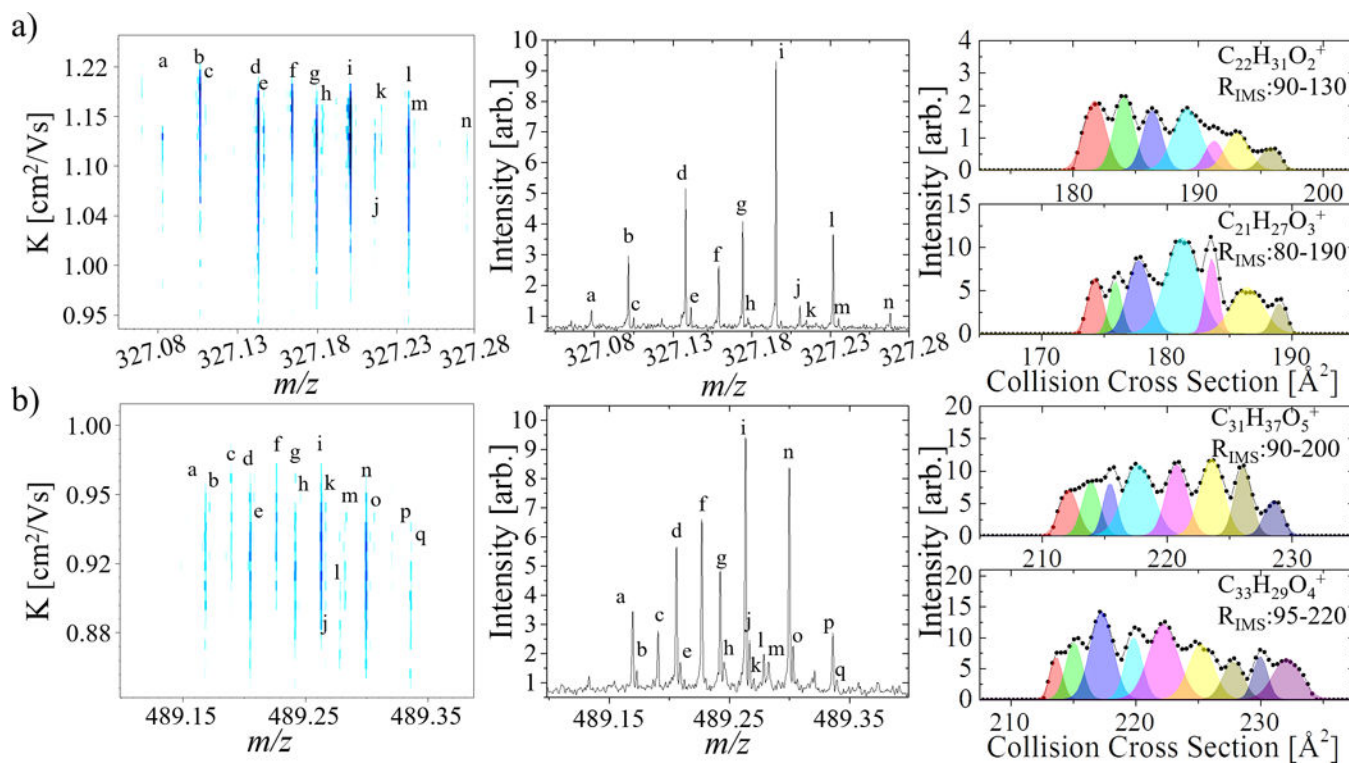 a)
K [cm²/Vs]
1.22
1.15
1.10
1.04
1.00
0.95
a
b
c
d
e
f
g
h
i
j
k
l
m
n
327.08
327.13
327.18
327.23
327.28
m/z
Intensity [arb.]
10
9
8
7
6
5
4
3
2
1
a
b
c
d
e
f
g
h
i
j
k
l
m
n
327.08
327.13
327.18
327.23
327.28
m/z
Intensity [arb.]
4
3
2
1
0
C₂₂H₃₁O₂⁺
R_IMS:90-130
180
190
200
15
10
5
0
C₂₁H₂₇O₃⁺
R_IMS:80-190
170
180
190
Collision Cross Section [Å²]
b)
K [cm²/Vs]
1.00
0.95
0.92
0.88
a
b
c
d
e
f
g
h
i
j
k
l
m
n
o
p
q
489.15
489.25
489.35
m/z
Intensity [arb.]
10
9
8
7
6
5
4
3
2
1
a
b
c
d
e
f
g
h
i
j
k
l
m
n
o
p
q
489.15
489.25
489.35
m/z
Intensity [arb.]
20
15
10
5
0
C₃₁H₃₇O₅⁺
R_IMS:90-200
210
220
230
20
15
10
5
0
C₃₃H₂₉O₄⁺
R_IMS:95-220
210
220
230
Collision Cross Section [Å²]